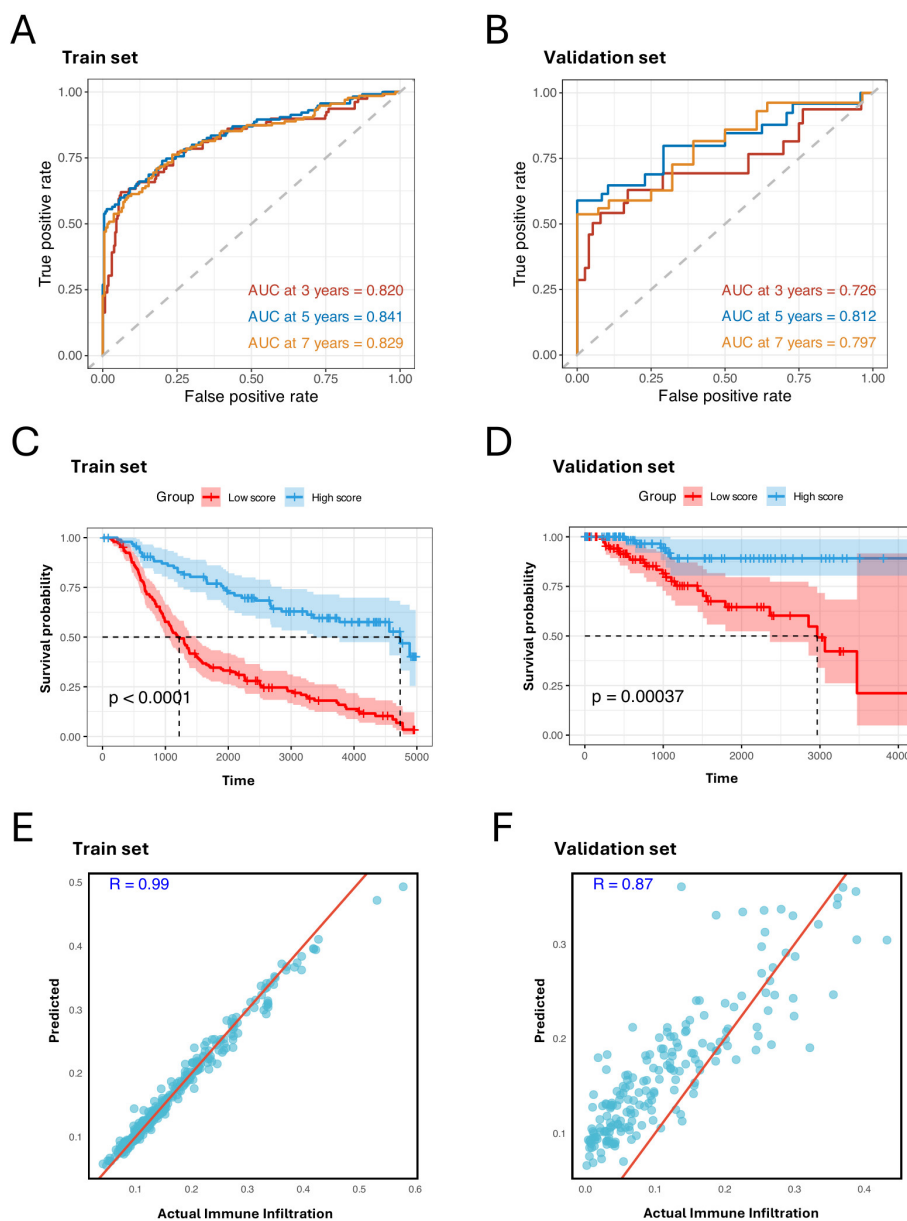 A
Train set
True positive rate
1.00
0.75
0.50
0.25
0.00
AUC at 3 years = 0.820
AUC at 5 years = 0.841
AUC at 7 years = 0.829
0.00 0.25 0.50 0.75 1.00
False positive rate
B
Validation set
True positive rate
1.00
0.75
0.50
0.25
0.00
AUC at 3 years = 0.726
AUC at 5 years = 0.812
AUC at 7 years = 0.797
0.00 0.25 0.50 0.75 1.00
False positive rate
C
Train set
Group Low score High score
Survival probability
1.00
0.75
0.50
0.25
0.00
p < 0.0001
0 1000 2000 3000 4000 5000
Time
D
Validation set
Group Low score High score
Survival probability
1.00
0.75
0.50
0.25
0.00
p = 0.00037
0 1000 2000 3000 4000
Time
E
Train set
R = 0.99
Predicted
0.5
0.4
0.3
0.2
0.1
0.1 0.2 0.3 0.4 0.5 0.6
Actual Immune Infiltration
F
Validation set
R = 0.87
Predicted
0.3
0.2
0.1
0.0 0.1 0.2 0.3 0.4
Actual Immune Infiltration